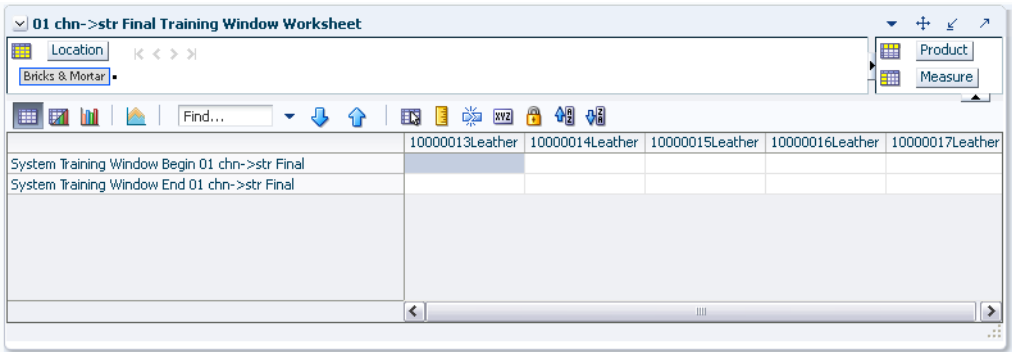 01 chn->str Final Training Window Worksheet
Location
Product
Bricks & Mortar
Measure
Find...
XYZ
A Z
Z A
10000013Leather 10000014Leather 10000015Leather 10000016Leather 10000017Leather
System Training Window Begin 01 chn->str Final
System Training Window End 01 chn->str Final